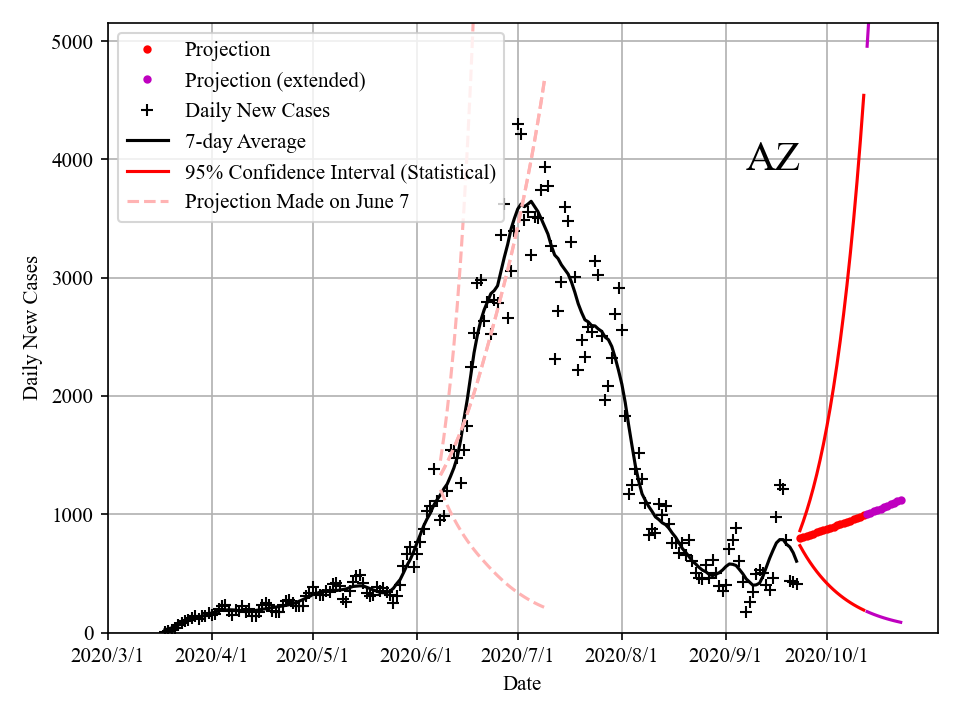 5000
4000
3000
2000
1000
0
Daily New Cases
Projection
Projection (extended)
Daily New Cases
7-day Average
95% Confidence Interval (Statistical)
Projection Made on June 7
AZ
2020/3/1 2020/4/1 2020/5/1 2020/6/1 2020/7/1 2020/8/1 2020/9/1 2020/10/1
Date